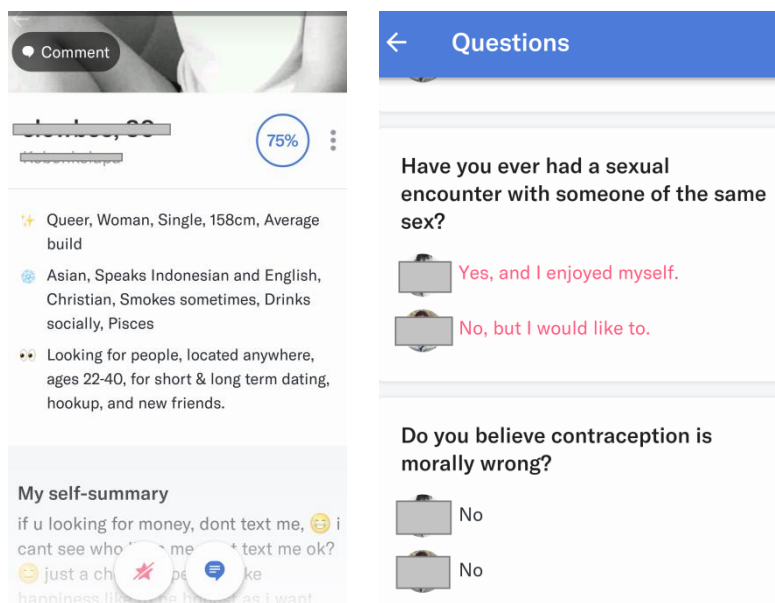 Comment
75%
Queer, Woman, Single, 158cm, Average
build
Asian, Speaks Indonesian and English,
Christian, Smokes sometimes, Drinks
socially, Pisces
Looking for people, located anywhere,
ages 22-40, for short & long term dating,
hookup, and new friends.
My self-summary
if u looking for money, dont text me, 😁 i
cant see who me text me ok?
😁 just a
happiness as i want
Questions
Have you ever had a sexual
encounter with someone of the same
sex?
Yes, and I enjoyed myself.
No, but I would like to.
Do you believe contraception is
morally wrong?
No
No